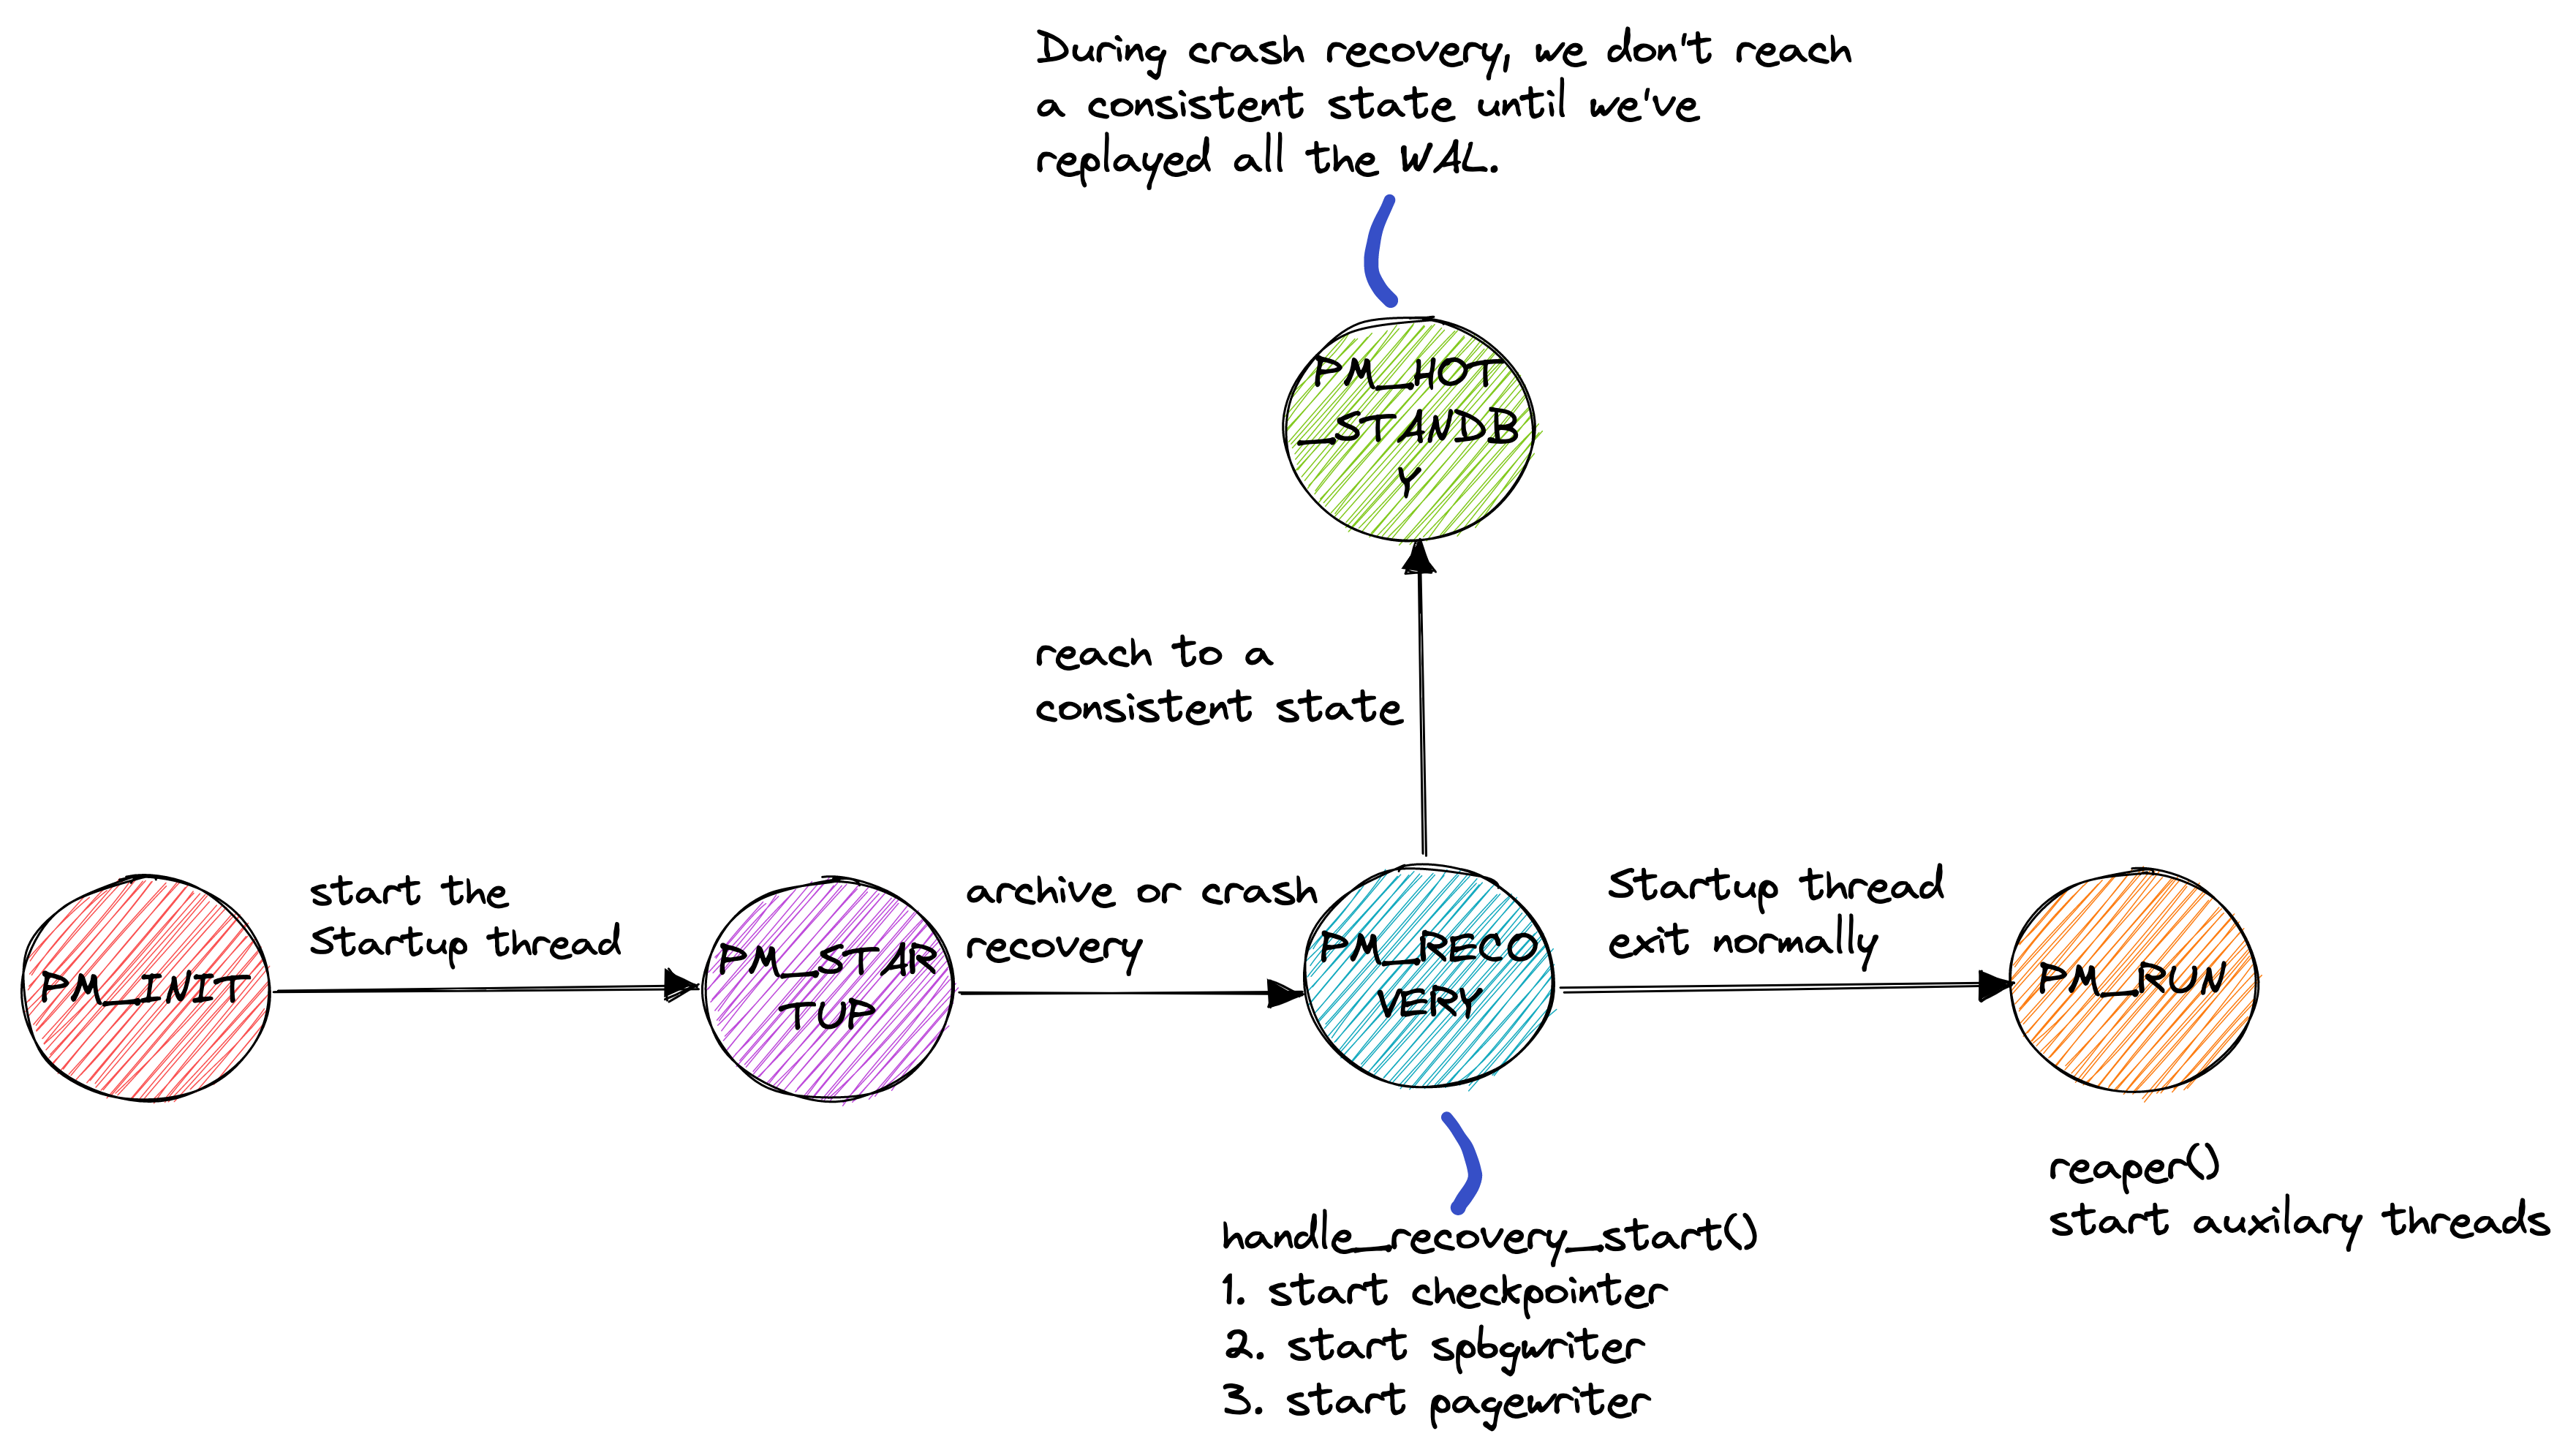 During crash recovery, we don't reach
a consistent state until we've
replayed all the WAL.
PM_HOT
_STANDB
Y
reach to a
consistent state
start the
Startup thread
archive or crash
recovery
Startup thread
exit normally
PM_INIT
PM_STAR
TUP
PM_RECO
VERY
PM_RUN
reaper()
start auxilary threads
handle_recovery_start()
1. start checkpointer
2. start spbgwriter
3. start pagewriter